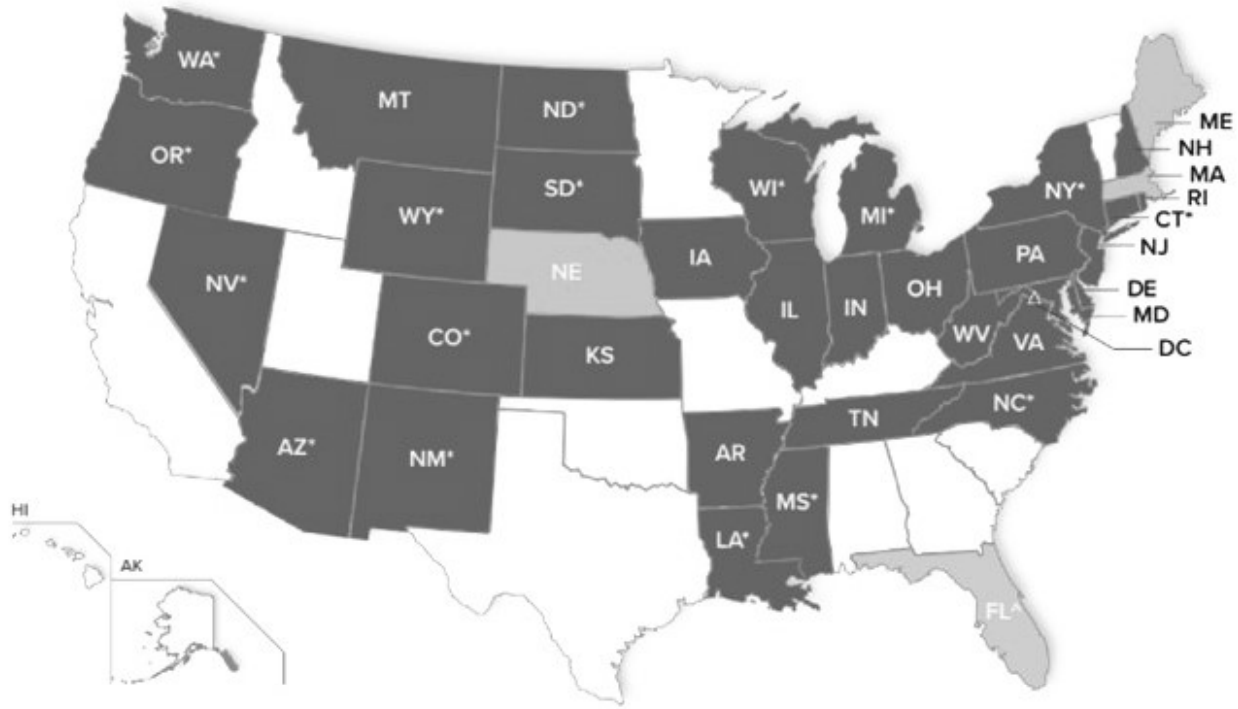 WA*
MT
ND*
ME
OR*
NH
SD*
MA
WI*
NY*
RI
WY*
MI*
CT*
NJ
PA
IA
NE
NV*
OH
DE
IL
IN
MD
CO*
WV
VA
DC
KS
NC*
TN
AZ*
NM*
AR
MS*
HI
LA*
AK
FL^